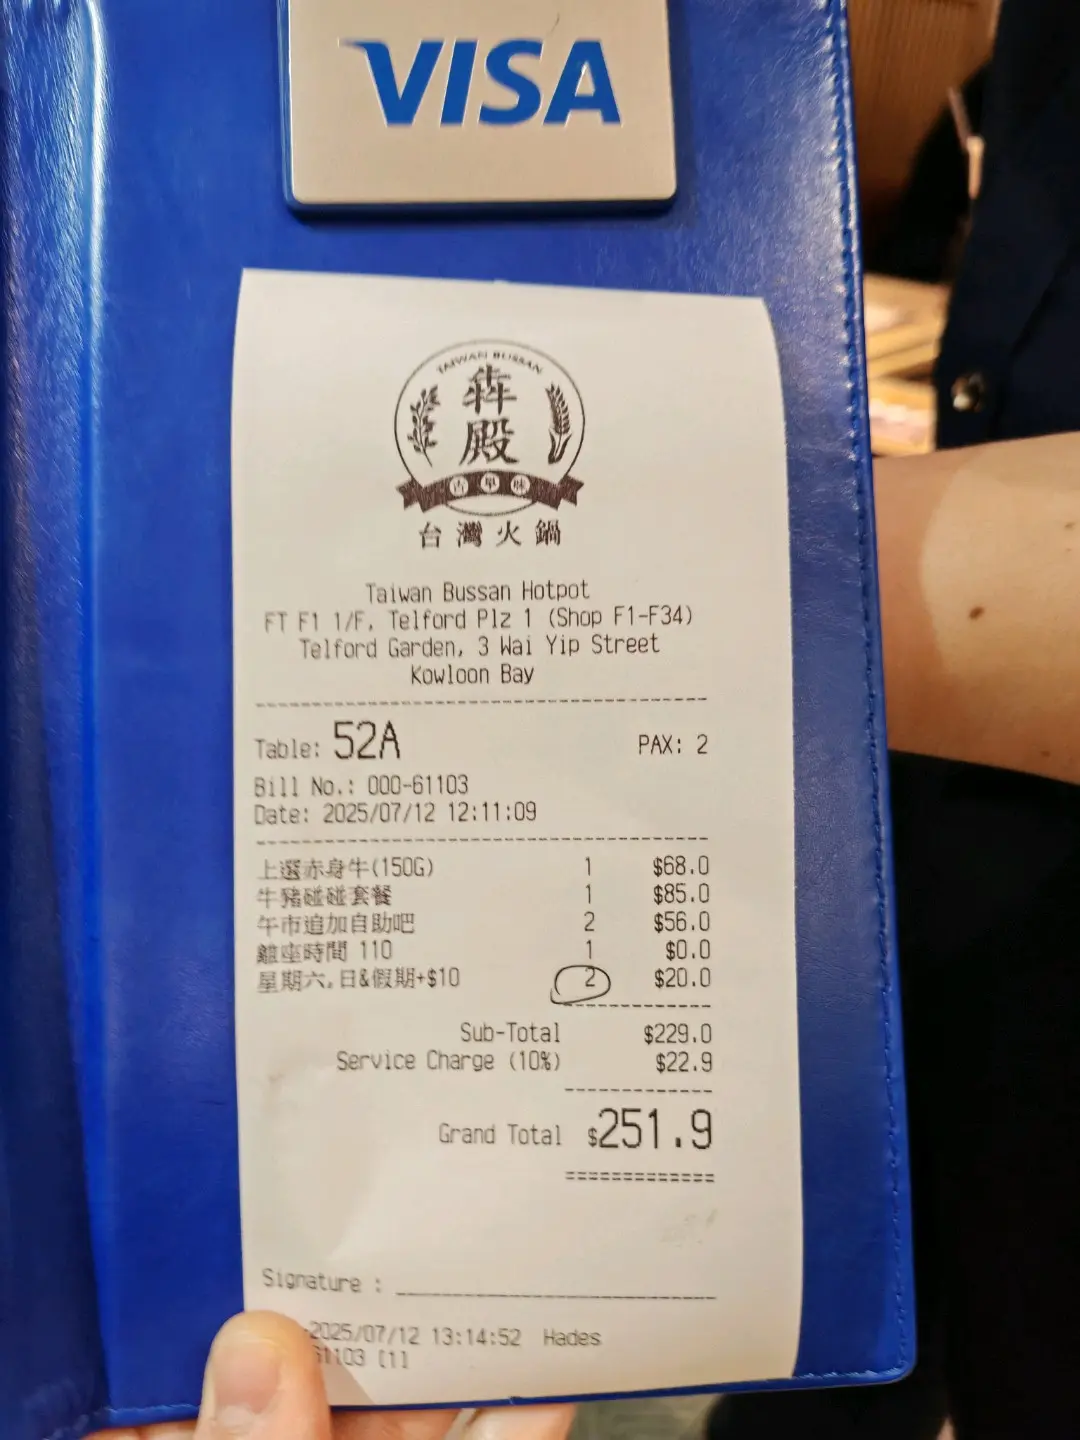 VISA
TAIWAN BUSSAN
犇殿
古早味
台灣火鍋
Taiwan Bussan Hotpot
FT F1 1/F, Telford Plz 1 (Shop F1-F34)
Telford Garden, 3 Wai Yip Street
Kowloon Bay
Table: 52A PAX: 2
Bill No.: 000-61103
Date: 2025/07/12 12:11:09
上選赤身牛(150G) 1 $68.0
牛豬碰碰套餐 1 $85.0
午市追加自助吧 2 $56.0
離座時間 110 1 $0.0
星期六,日&假期+$10 2 $20.0
Sub-Total $229.0
Service Charge (10%) $22.9
Grand Total $251.9
Signature :
2025/07/12 13:14:52 Hades
61103 [1]